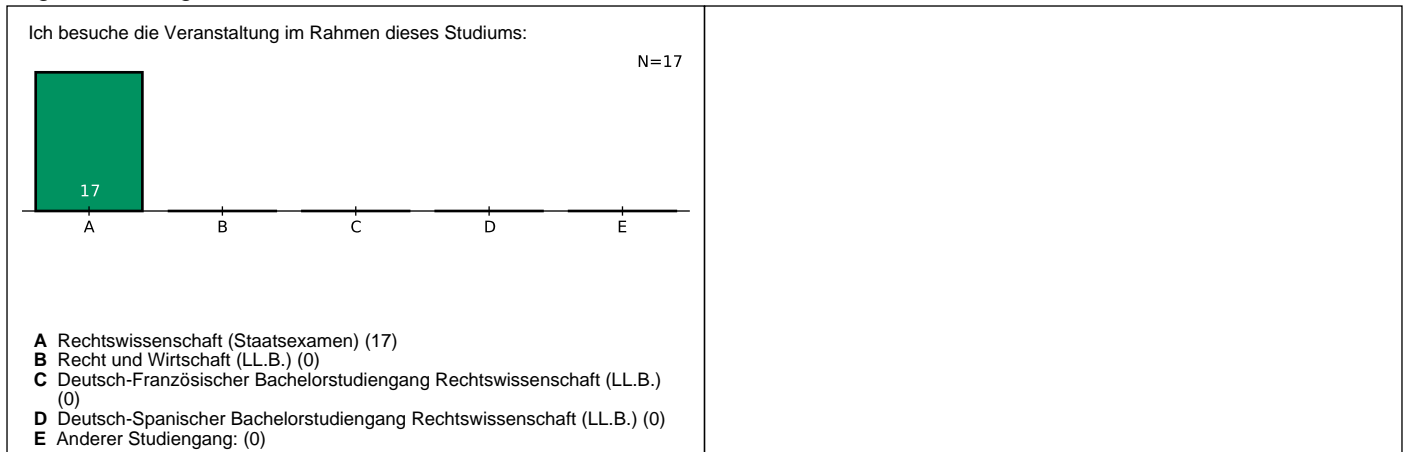 Ich besuche die Veranstaltung im Rahmen dieses Studiums:
N=17
17
A B C D E
A Rechtswissenschaft (Staatsexamen) (17)
B Recht und Wirtschaft (LL.B.) (0)
C Deutsch-Französischer Bachelorstudiengang Rechtswissenschaft (LL.B.)
(0)
D Deutsch-Spanischer Bachelorstudiengang Rechtswissenschaft (LL.B.) (0)
E Anderer Studiengang: (0)